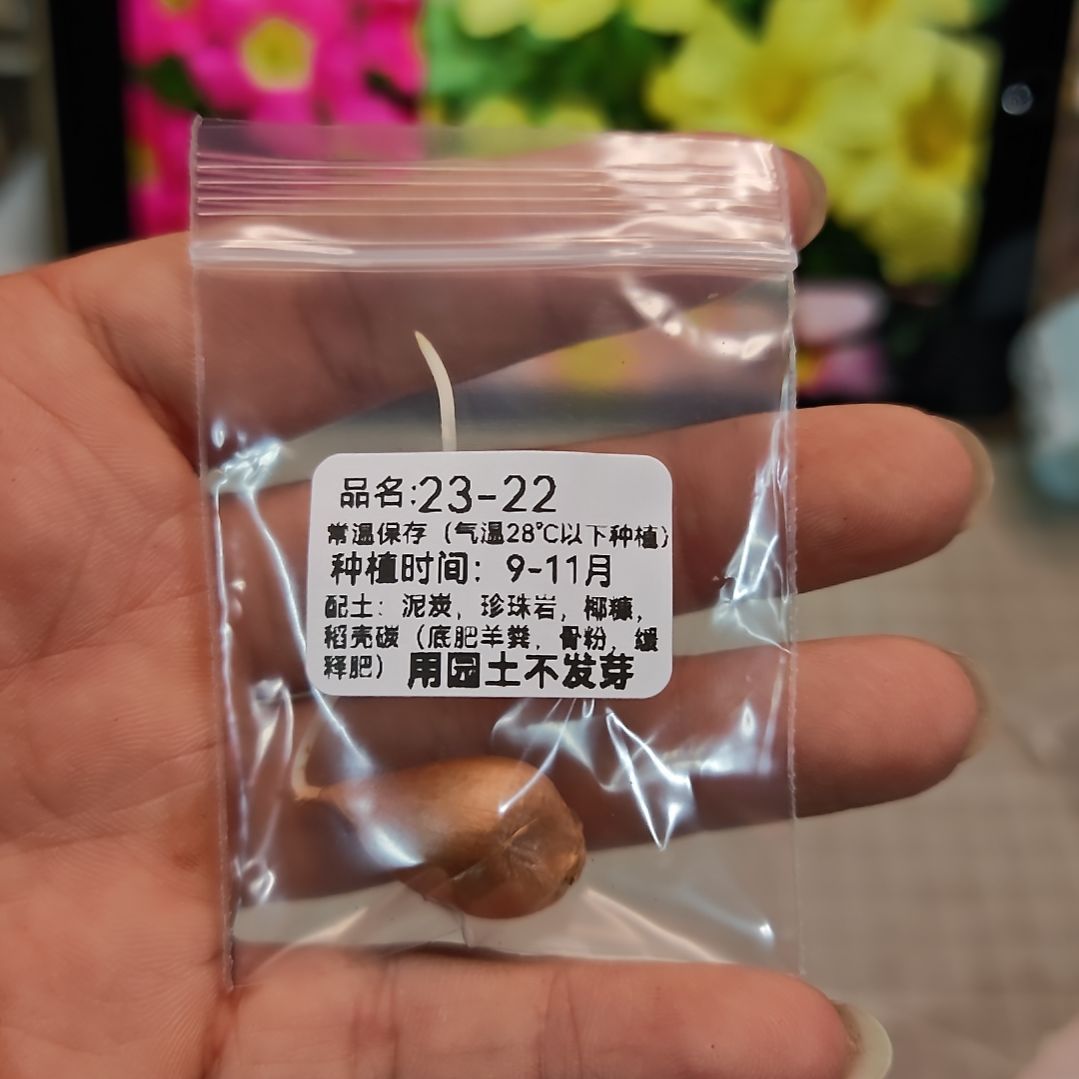 品名:23-22
常温保存（气温28℃以下种植）
种植时间：9-11月
配土：泥炭，珍珠岩，椰糠，
稻壳碳（底肥羊粪，骨粉，缓
释肥）用园土不发芽